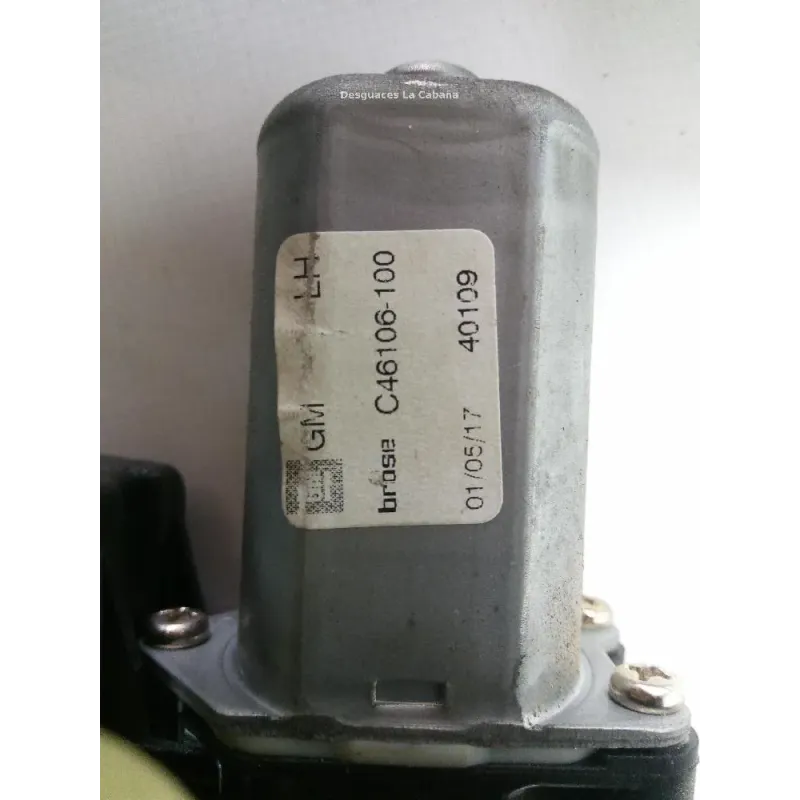 Desguaces La Cabaña
GM LH
brose C46106-100
01/05/17 40109